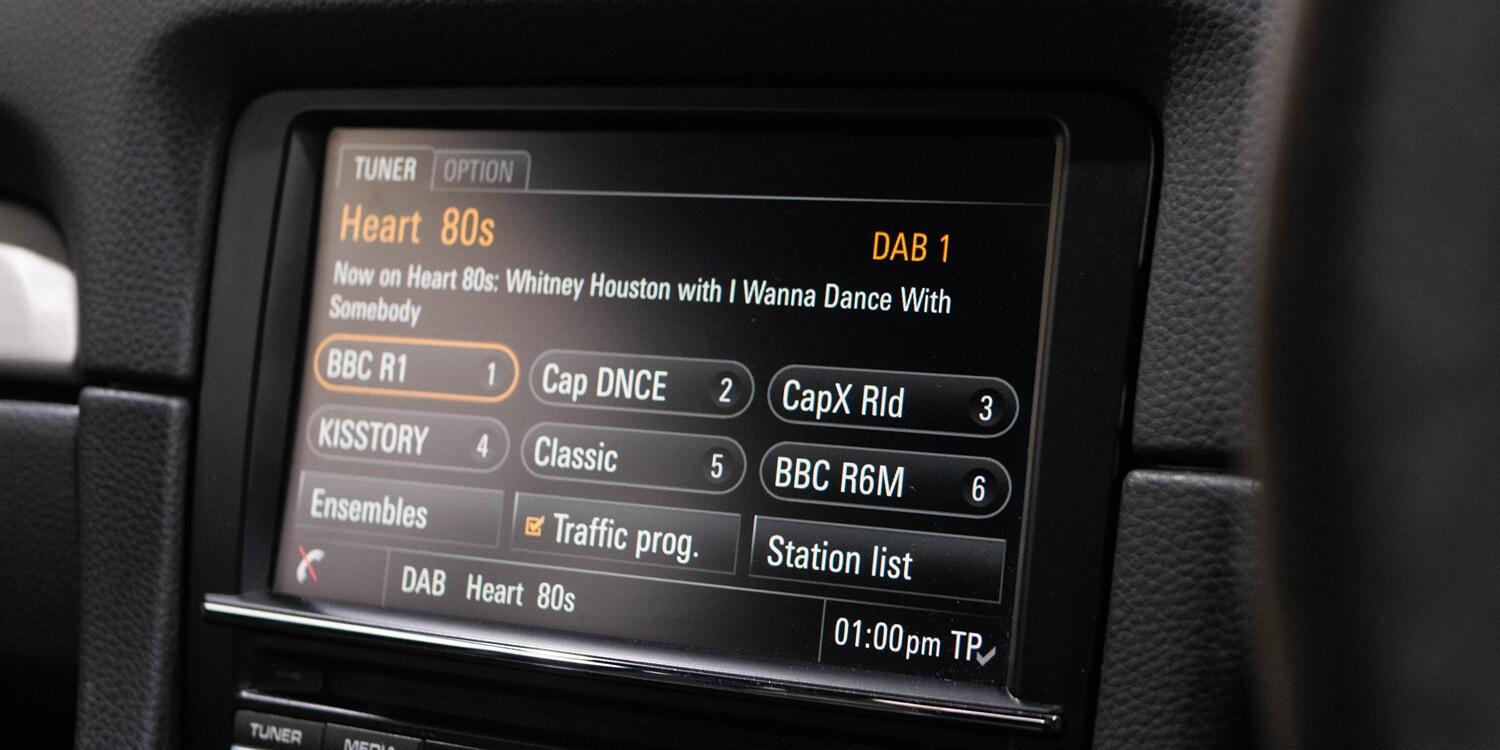 TUNER OPTION
Heart 80s DAB 1
Now on Heart 80s: Whitney Houston with I Wanna Dance With
Somebody
BBC R1 1 Cap DNCE 2 CapX Rld 3
KISSTORY 4 Classic 5 BBC R6M 6
Ensembles Traffic prog. Station list
DAB Heart 80s
01:00pm TP
TUNER MEDIA